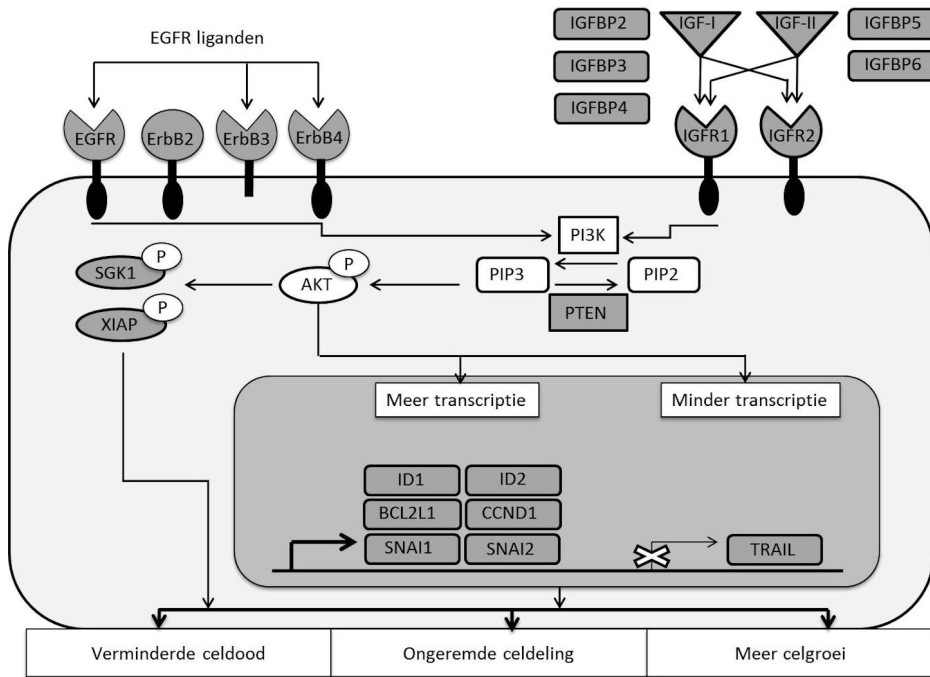 EGFR liganden
IGFBP2
IGF-I
IGF-II
IGFBP5
IGFBP3
IGFBP6
IGFBP4
EGFR
ErbB2
ErbB3
ErbB4
IGFR1
IGFR2
PI3K
SGK1
P
AKT
P
PIP3
PIP2
XIAP
P
PTEN
Meer transcriptie
Minder transcriptie
ID1
ID2
BCL2L1
CCND1
SNAI1
SNAI2
TRAIL
Verminderde celdood
Ongeremde celdeling
Meer celgroei